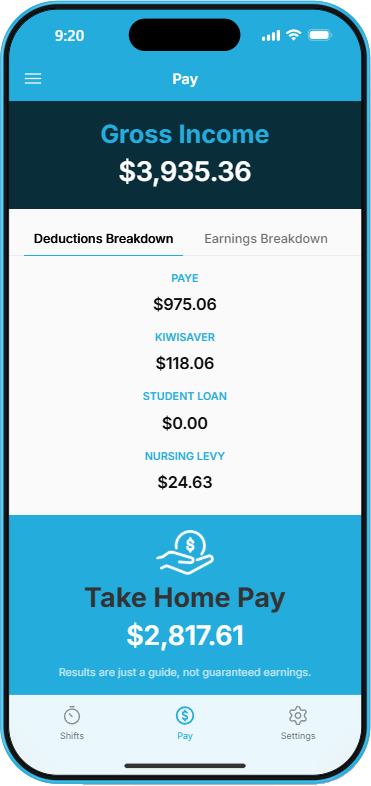 9:20
Pay
Gross Income
$3,935.36
Deductions Breakdown Earnings Breakdown
PAYE
$975.06
KIWISAVER
$118.06
STUDENT LOAN
$0.00
NURSING LEVY
$24.63
$
Take Home Pay
$2,817.61
Results are just a guide, not guaranteed earnings.
$
Shifts Pay Settings